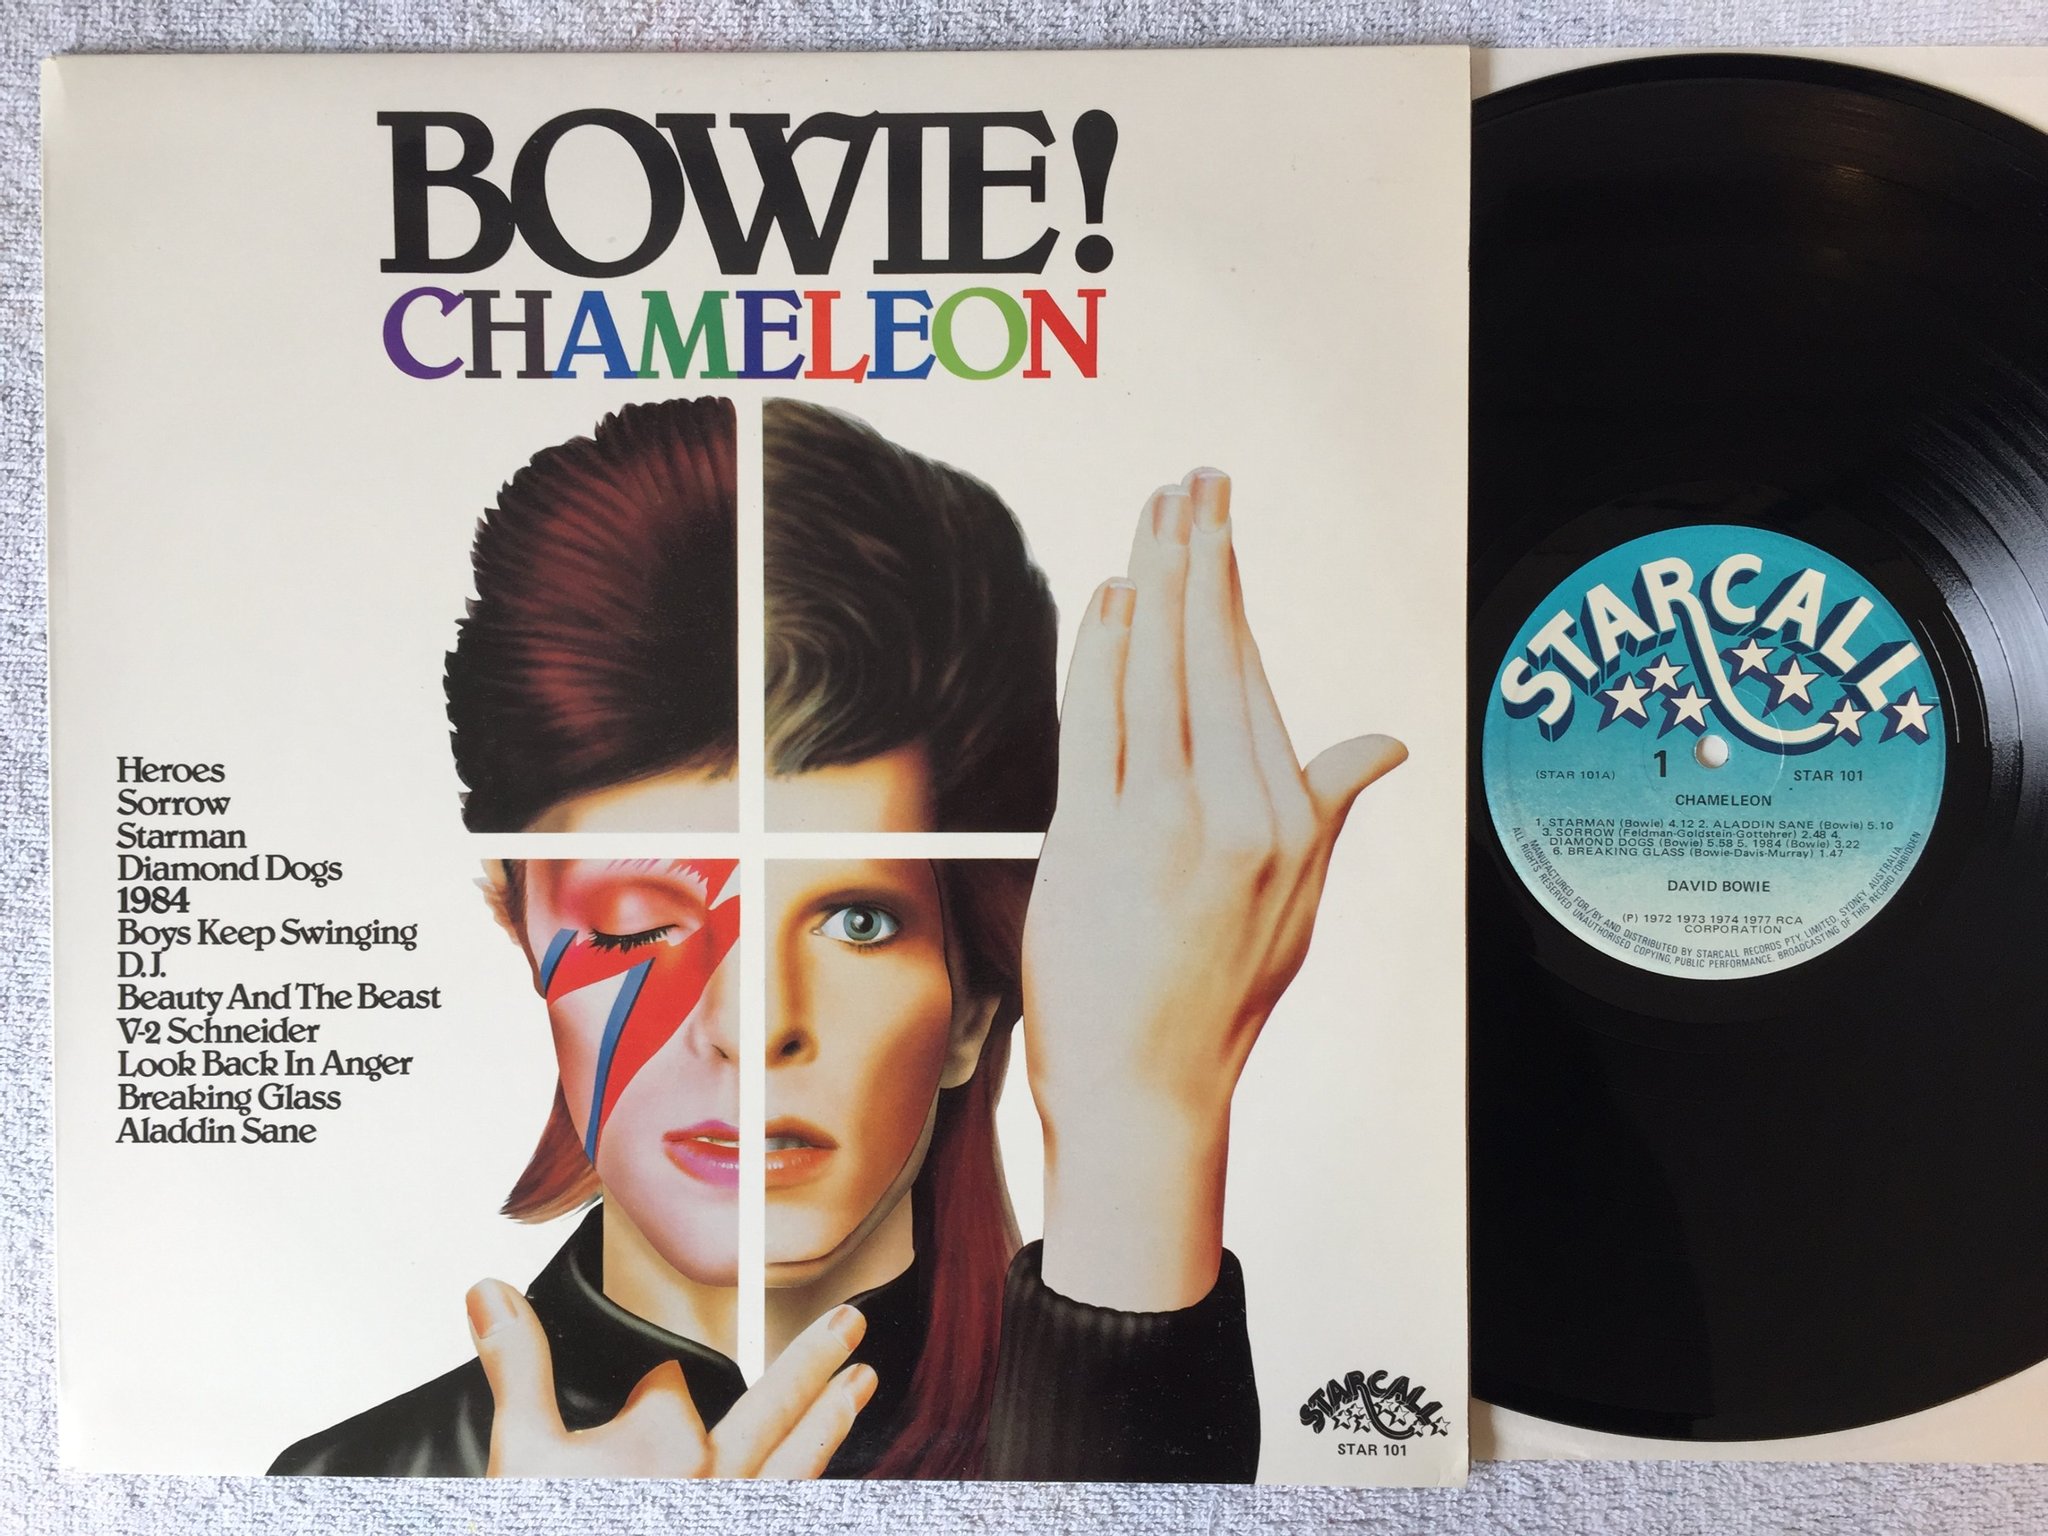 BOWIE!
CHAMELEON
Heroes
Sorrow
Starman
Diamond Dogs
1984
Boys Keep Swinging
D.J.
Beauty And The Beast
V-2 Schneider
Look Back In Anger
Breaking Glass
Aladdin Sane
STARCALL
STAR 101
STARCALL
(STAR 101A) 1 STAR 101
CHAMELEON
1. STARMAN (Bowie) 4.12 2. ALADDIN SANE (Bowie) 5.10
3. SORROW (Feldman-Goldstein-Gottehrer) 2.48 4.
DIAMOND DOGS (Bowie) 5.58 5. 1984 (Bowie) 3.22
6. BREAKING GLASS (Bowie-Davis-Murray) 1.47
DAVID BOWIE
(P) 1972 1973 1974 1977 RCA
CORPORATION
MANUFACTURED FOR/BY AND DISTRIBUTED BY STARCALL RECORDS PTY. LIMITED, SYDNEY, AUSTRALIA.
ALL RIGHTS RESERVED UNAUTHORISED COPYING, PUBLIC PERFORMANCE, BROADCASTING OF THIS RECORD FORBIDDEN